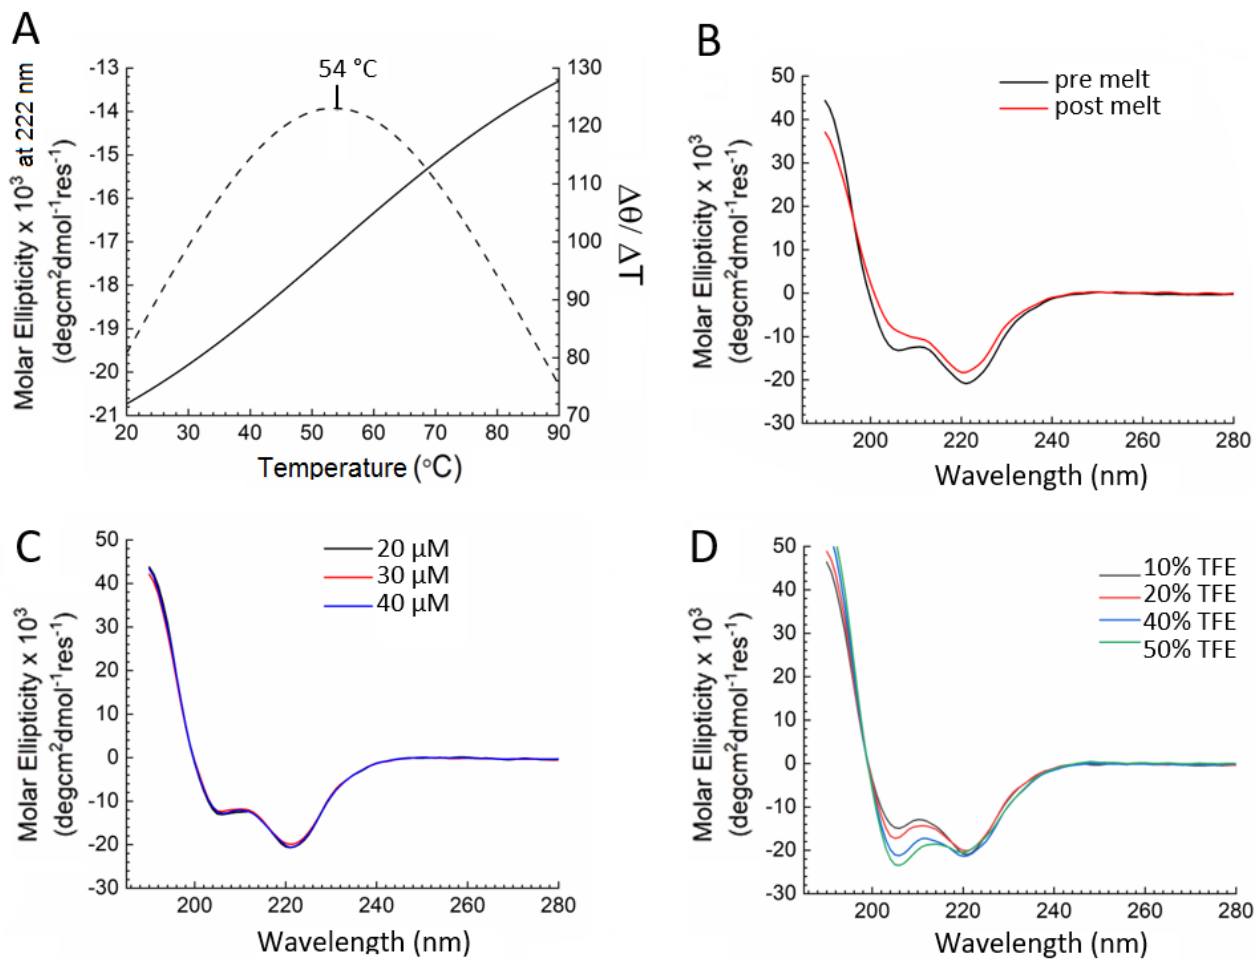 A
54 °C
Molar Ellipticity x 10³ at 222 nm
(degcm²dmol⁻¹res⁻¹)
-13
-14
-15
-16
-17
-18
-19
-20
-21
130
120
110
100
90
80
70
Δθ/ ΔT
20 30 40 50 60 70 80 90
Temperature (°C)
B
pre melt
post melt
Molar Ellipticity x 10³
(degcm²dmol⁻¹res⁻¹)
50
40
30
20
10
0
-10
-20
-30
200 220 240 260 280
Wavelength (nm)
C
20 µM
30 µM
40 µM
Molar Ellipticity x 10³
(degcm²dmol⁻¹res⁻¹)
50
40
30
20
10
0
-10
-20
-30
200 220 240 260 280
Wavelength (nm)
D
10% TFE
20% TFE
40% TFE
50% TFE
Molar Ellipticity x 10³
(degcm²dmol⁻¹res⁻¹)
50
40
30
20
10
0
-10
-20
-30
200 220 240 260 280
Wavelength (nm)